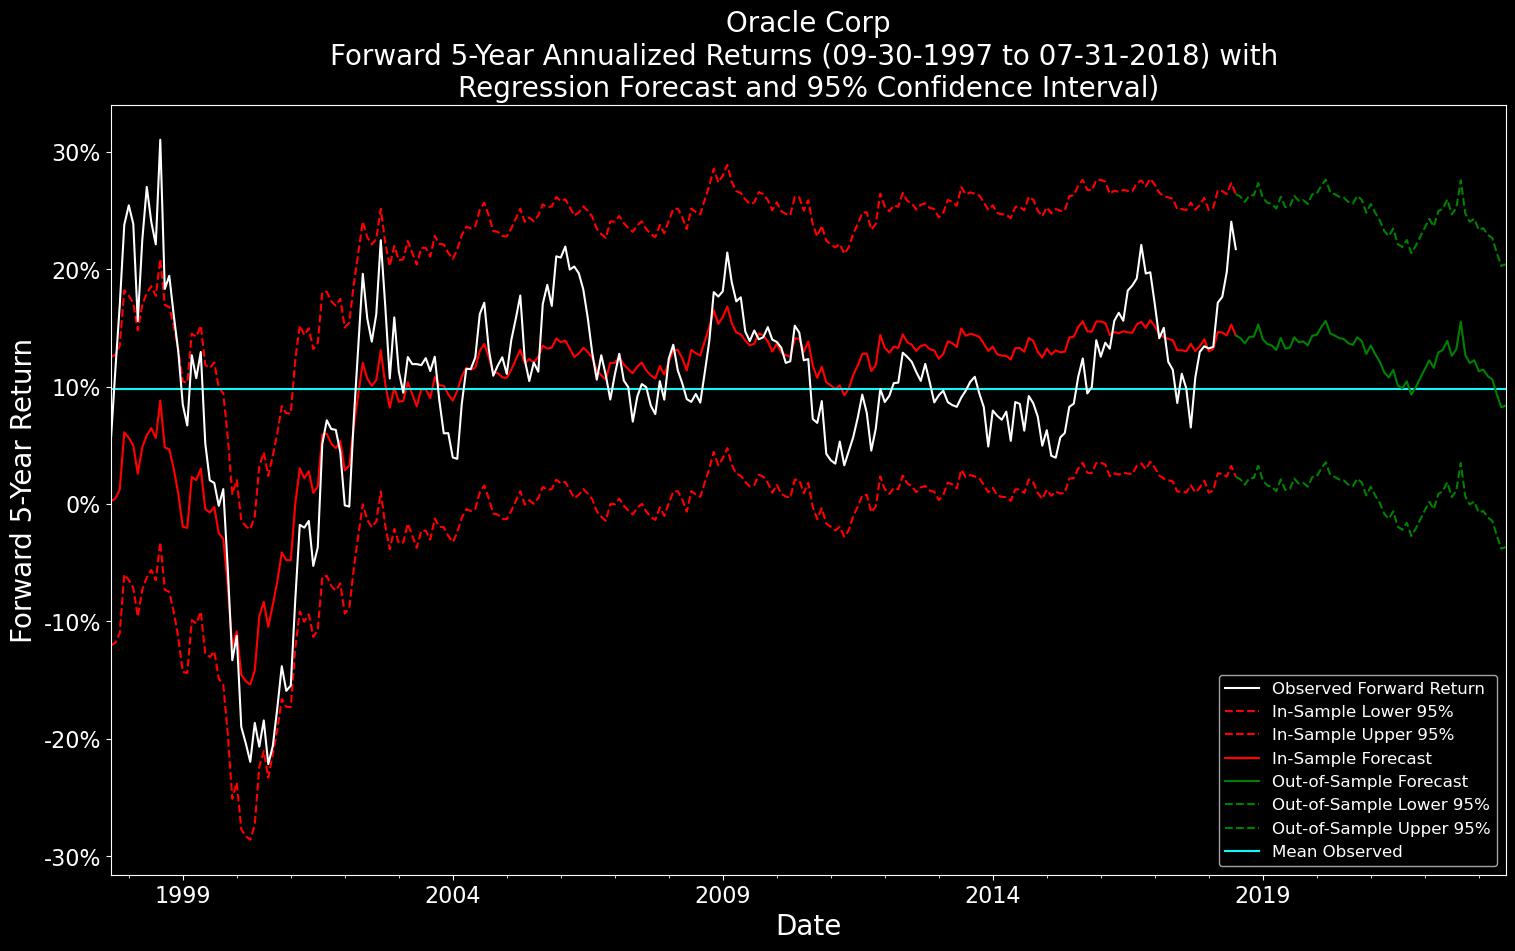 Oracle Corp
Forward 5-Year Annualized Returns (09-30-1997 to 07-31-2018) with
Regression Forecast and 95% Confidence Interval)
Forward 5-Year Return
30%
20%
10%
0%
-10%
-20%
-30%
1999
2004
2009
2014
2019
Date
Observed Forward Return
In-Sample Lower 95%
In-Sample Upper 95%
In-Sample Forecast
Out-of-Sample Forecast
Out-of-Sample Lower 95%
Out-of-Sample Upper 95%
Mean Observed